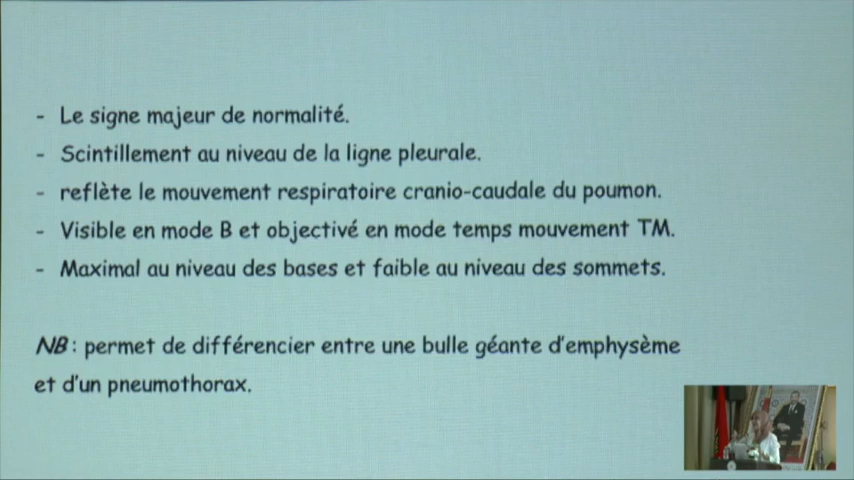 - Le signe majeur de normalité.
- Scintillement au niveau de la ligne pleurale.
- reflète le mouvement respiratoire cranio-caudale du poumon.
- Visible en mode B et objectivé en mode temps mouvement TM.
- Maximal au niveau des bases et faible au niveau des sommets.
NB : permet de différencier entre une bulle géante d'emphysème
et d'un pneumothorax.